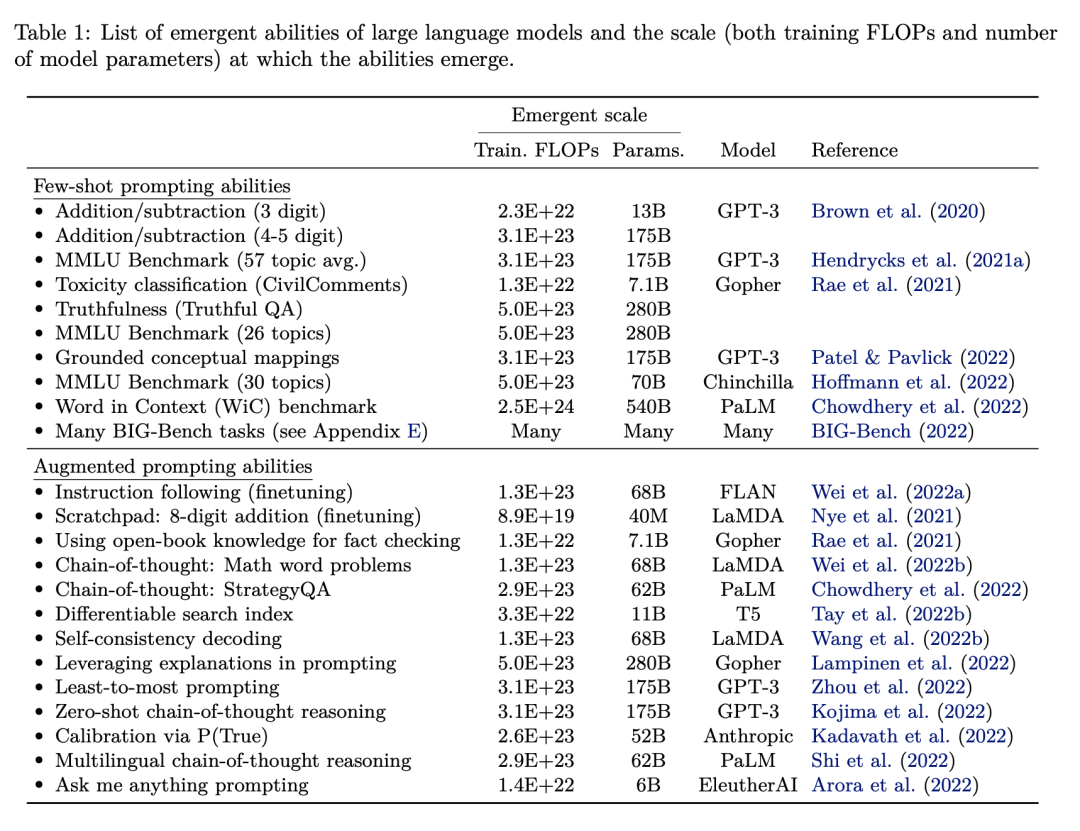 Table 1: List of emergent abilities of large language models and the scale (both training FLOPs and number
of model parameters) at which the abilities emerge.
Emergent scale
Train. FLOPs Params. Model Reference
Few-shot prompting abilities
• Addition/subtraction (3 digit) 2.3E+22 13B GPT-3 Brown et al. (2020)
• Addition/subtraction (4-5 digit) 3.1E+23 175B
• MMLU Benchmark (57 topic avg.) 3.1E+23 175B GPT-3 Hendrycks et al. (2021a)
• Toxicity classification (CivilComments) 1.3E+22 7.1B Gopher Rae et al. (2021)
• Truthfulness (Truthful QA) 5.0E+23 280B
• MMLU Benchmark (26 topics) 5.0E+23 280B
• Grounded conceptual mappings 3.1E+23 175B GPT-3 Patel & Pavlick (2022)
• MMLU Benchmark (30 topics) 5.0E+23 70B Chinchilla Hoffmann et al. (2022)
• Word in Context (WiC) benchmark 2.5E+24 540B PaLM Chowdhery et al. (2022)
• Many BIG-Bench tasks (see Appendix E) Many Many Many BIG-Bench (2022)
Augmented prompting abilities
• Instruction following (finetuning) 1.3E+23 68B FLAN Wei et al. (2022a)
• Scratchpad: 8-digit addition (finetuning) 8.9E+19 40M LaMDA Nye et al. (2021)
• Using open-book knowledge for fact checking 1.3E+22 7.1B Gopher Rae et al. (2021)
• Chain-of-thought: Math word problems 1.3E+23 68B LaMDA Wei et al. (2022b)
• Chain-of-thought: StrategyQA 2.9E+23 62B PaLM Chowdhery et al. (2022)
• Differentiable search index 3.3E+22 11B T5 Tay et al. (2022b)
• Self-consistency decoding 1.3E+23 68B LaMDA Wang et al. (2022b)
• Leveraging explanations in prompting 5.0E+23 280B Gopher Lampinen et al. (2022)
• Least-to-most prompting 3.1E+23 175B GPT-3 Zhou et al. (2022)
• Zero-shot chain-of-thought reasoning 3.1E+23 175B GPT-3 Kojima et al. (2022)
• Calibration via P(True) 2.6E+23 52B Anthropic Kadavath et al. (2022)
• Multilingual chain-of-thought reasoning 2.9E+23 62B PaLM Shi et al. (2022)
• Ask me anything prompting 1.4E+22 6B EleutherAI Arora et al. (2022)